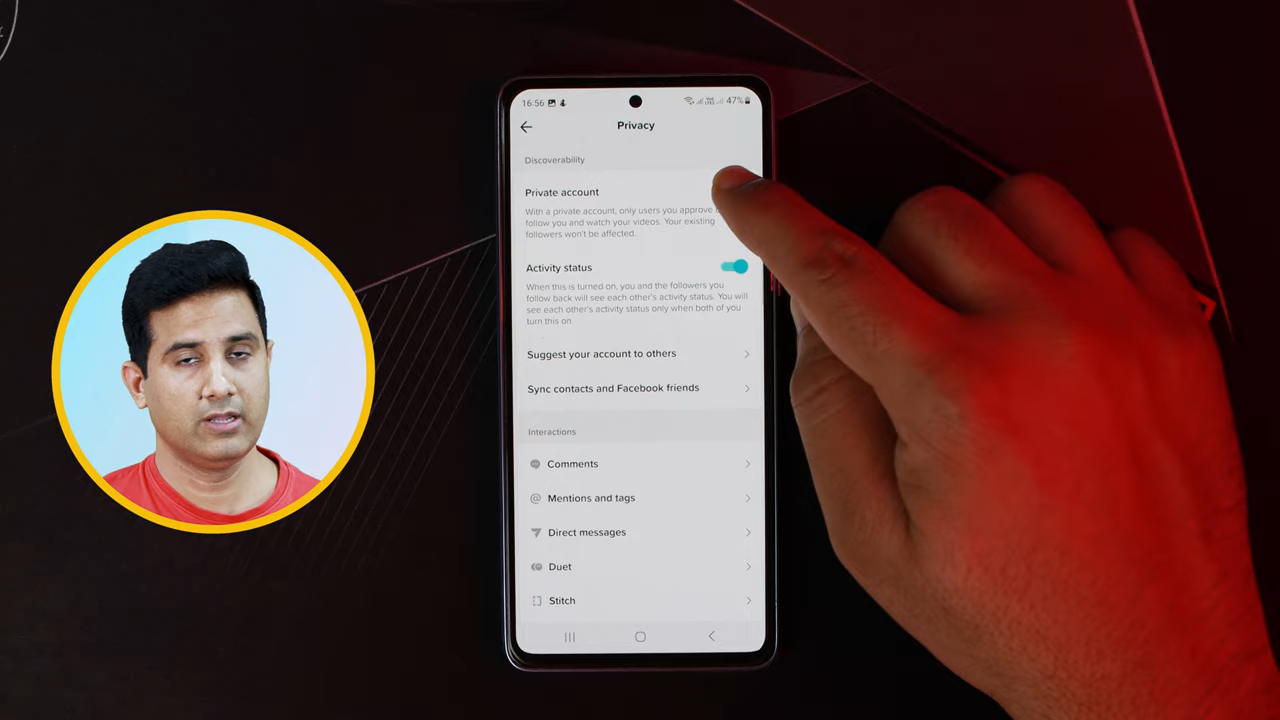 16:56 47%
Privacy
Discoverability
Private account
With a private account, only users you approve
follow you and watch your videos. Your existing
followers won't be affected.
Activity status
When this is turned on, you and the followers you
follow back will see each other's activity status. You will
see each other's activity status only when both of you
turn this on.
Suggest your account to others
Sync contacts and Facebook friends
Interactions
Comments
Mentions and tags
Direct messages
Duet
Stitch